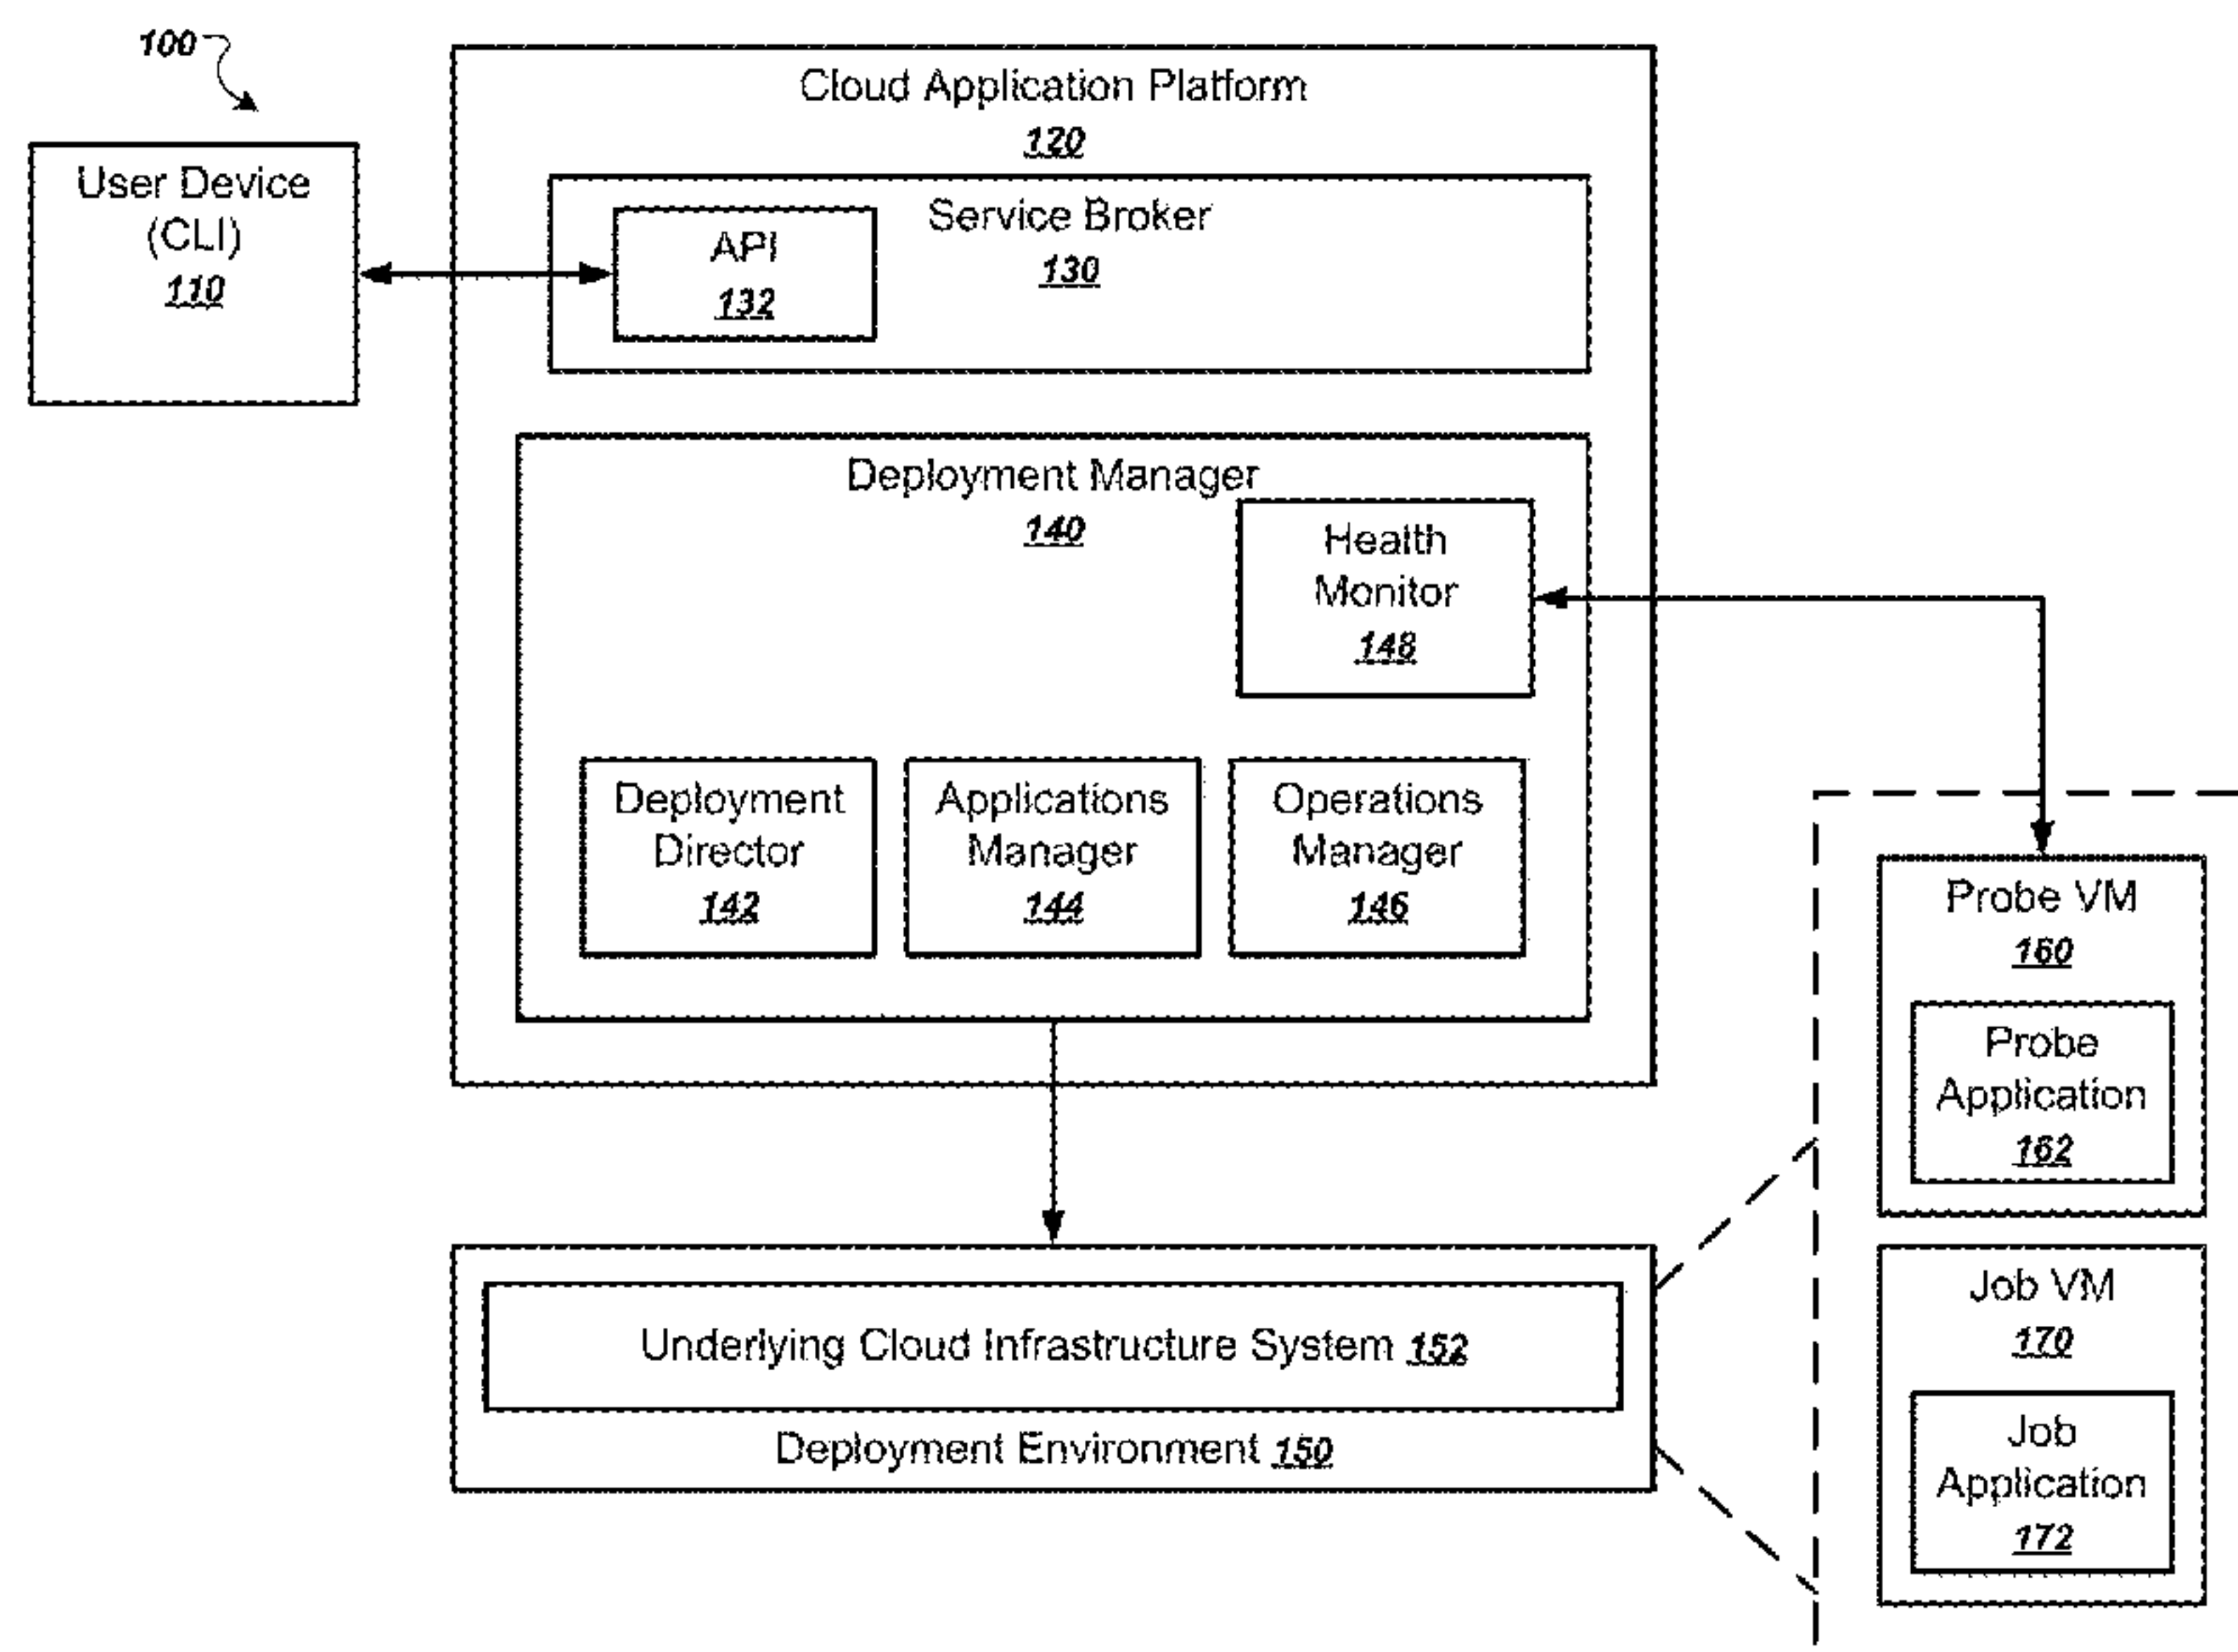 100
User Device
(CLI)
110
Cloud Application Platform
120
Service Broker
130
API
132
Deployment Manager
140
Health
Monitor
148
Deployment
Director
142
Applications
Manager
144
Operations
Manager
146
Underlying Cloud Infrastructure System 152
Deployment Environment 150
Probe VM
160
Probe
Application
162
Job VM
170
Job
Application
172